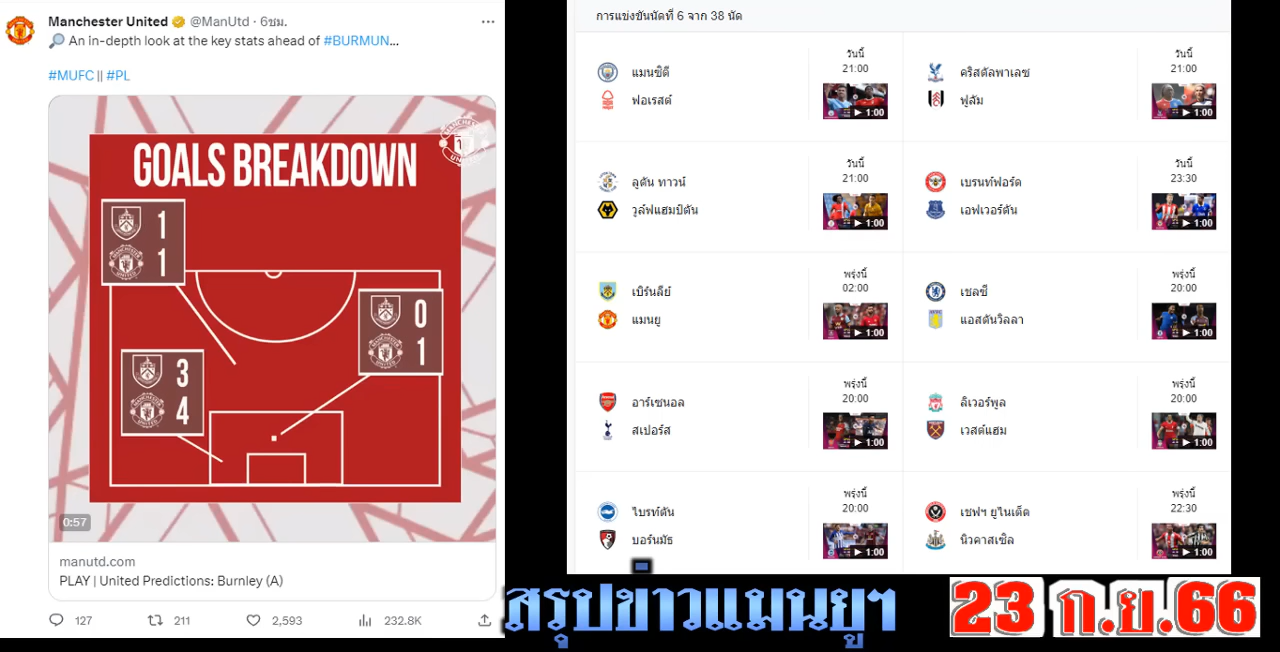 Manchester United @ManUtd · 6ชม.
🔎 An in-depth look at the key stats ahead of #BURMUN...
#MUFC || #PL
GOALS BREAKDOWN
1
1
0
1
3
4
0:57
manutd.com
PLAY | United Predictions: Burnley (A)
127
211
2,593
232.8K
การแข่งขันนัดที่ 6 จาก 38 นัด
แมนซิตี
ฟอเรสต์
วันนี้
21:00
1:00
คริสตัลพาเลซ
ฟูลัม
วันนี้
21:00
1:00
ลูตัน ทาวน์
วูล์ฟแฮมป์ตัน
วันนี้
21:00
1:00
เบรนท์ฟอร์ด
เอฟเวอร์ตัน
วันนี้
23:30
1:00
เบิร์นลีย์
แมนยู
พรุ่งนี้
02:00
1:00
เชลซี
แอสตันวิลลา
พรุ่งนี้
20:00
1:00
อาร์เซนอล
สเปอร์ส
พรุ่งนี้
20:00
1:00
ลิเวอร์พูล
เวสต์แฮม
พรุ่งนี้
20:00
1:00
ไบรท์ตัน
บอร์นมัธ
พรุ่งนี้
20:00
1:00
เชฟฯ ยูไนเต็ด
นิวคาสเซิล
พรุ่งนี้
22:30
1:00
สรุปข่าวแมนยูฯ
23 ก.ย.66